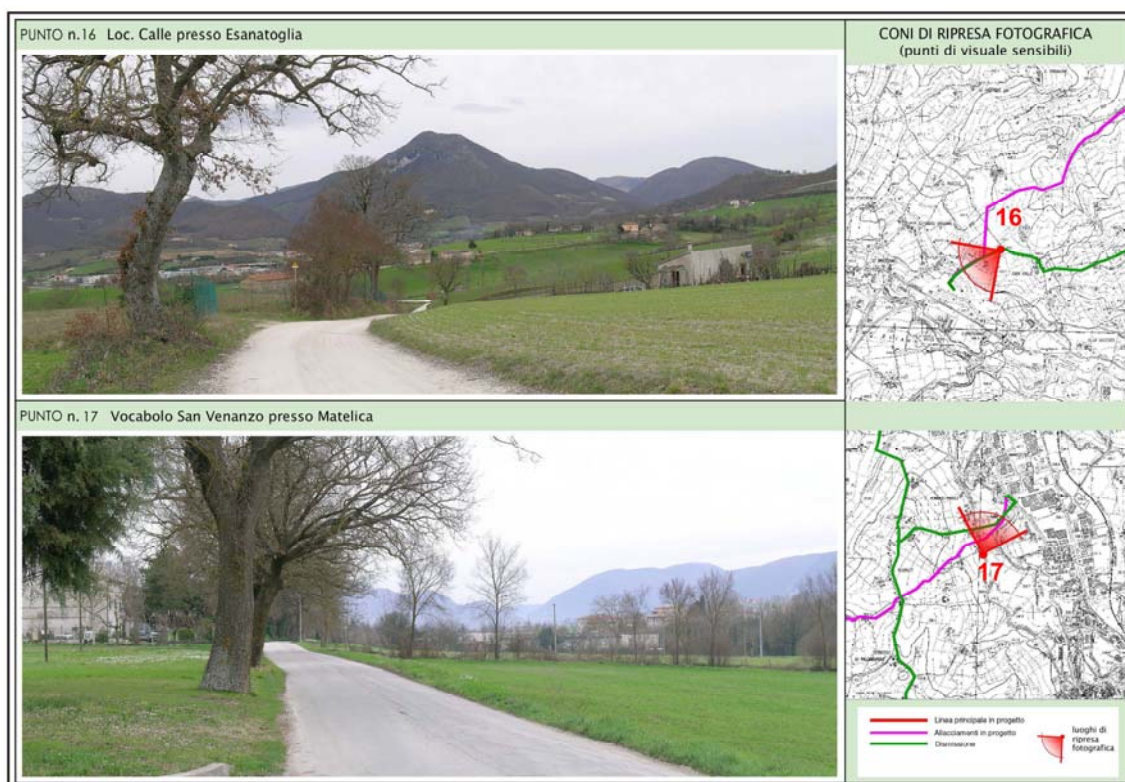 PUNTO n.16 Loc. Calle presso Esanatoglia
CONI DI RIPRESA FOTOGRAFICA
(punti di visuale sensibili)
16
PUNTO n. 17 Vocabolo San Venanzo presso Matelica
17
Linea principale in progetto
Allacciamenti in progetto
Dismissione
luoghi di
ripresa
fotografica